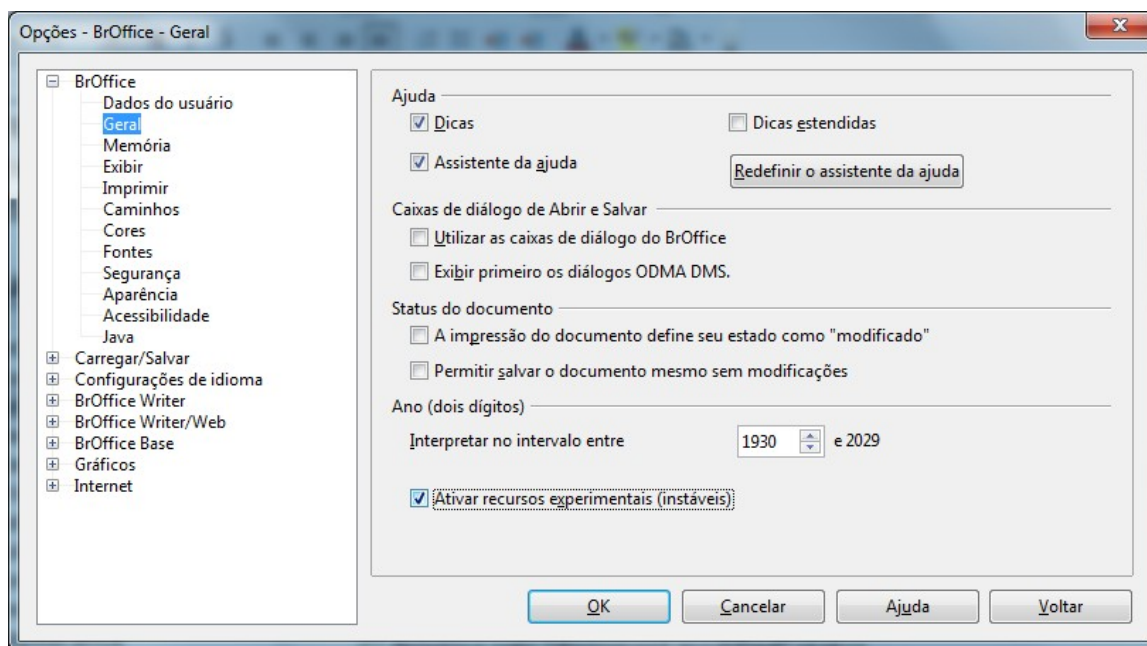 Opções - BrOffice - Geral
BrOffice
Dados do usuário
Geral
Memória
Exibir
Imprimir
Caminhos
Cores
Fontes
Segurança
Aparência
Acessibilidade
Java
Carregar/Salvar
Configurações de idioma
BrOffice Writer
BrOffice Writer/Web
BrOffice Base
Gráficos
Internet
Ajuda
Dicas
Dicas estendidas
Assistente da ajuda
Redefinir o assistente da ajuda
Caixas de diálogo de Abrir e Salvar
Utilizar as caixas de diálogo do BrOffice
Exibir primeiro os diálogos ODMA DMS.
Status do documento
A impressão do documento define seu estado como "modificado"
Permitir salvar o documento mesmo sem modificações
Ano (dois dígitos)
Interpretar no intervalo entre 1930 e 2029
Ativar recursos experimentais (instáveis)
OK
Cancelar
Ajuda
Voltar